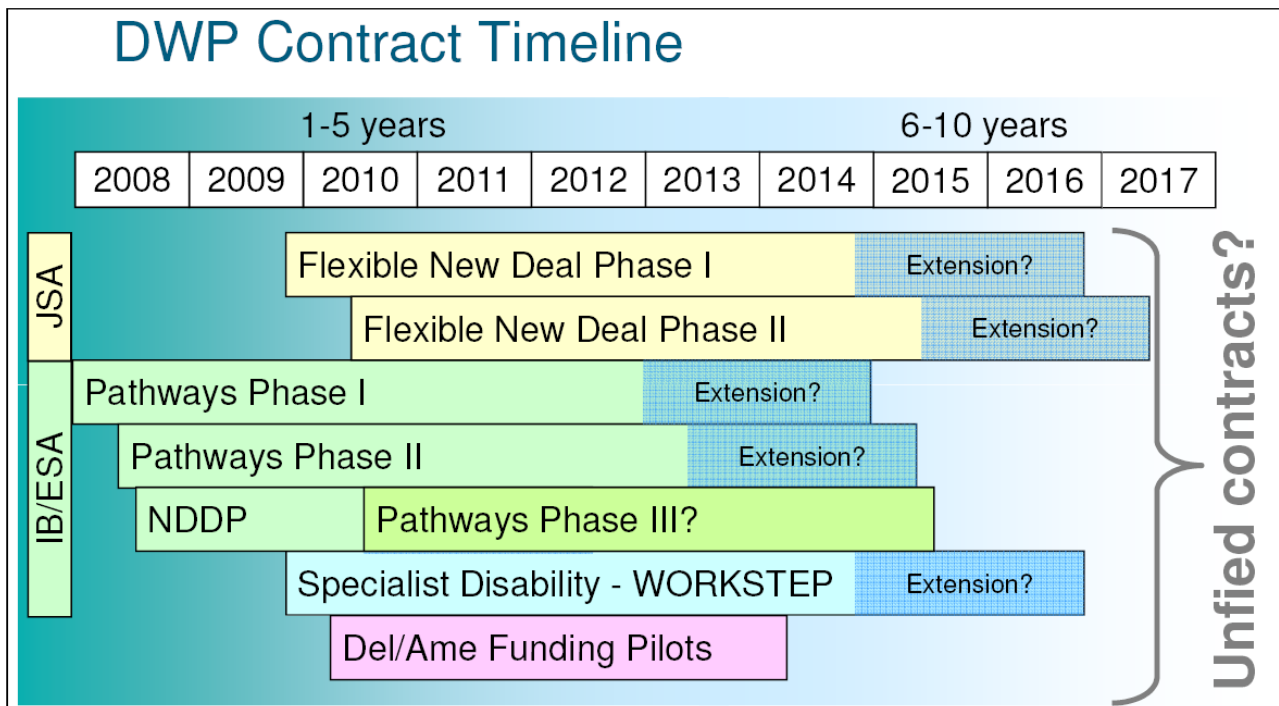 DWP Contract Timeline
1-5 years 6-10 years
2008 2009 2010 2011 2012 2013 2014 2015 2016 2017
JSA
Flexible New Deal Phase I Extension?
Flexible New Deal Phase II Extension?
IB/ESA
Pathways Phase I Extension?
Pathways Phase II Extension?
NDDP Pathways Phase III?
Specialist Disability - WORKSTEP Extension?
Del/Ame Funding Pilots
Unfied contracts?